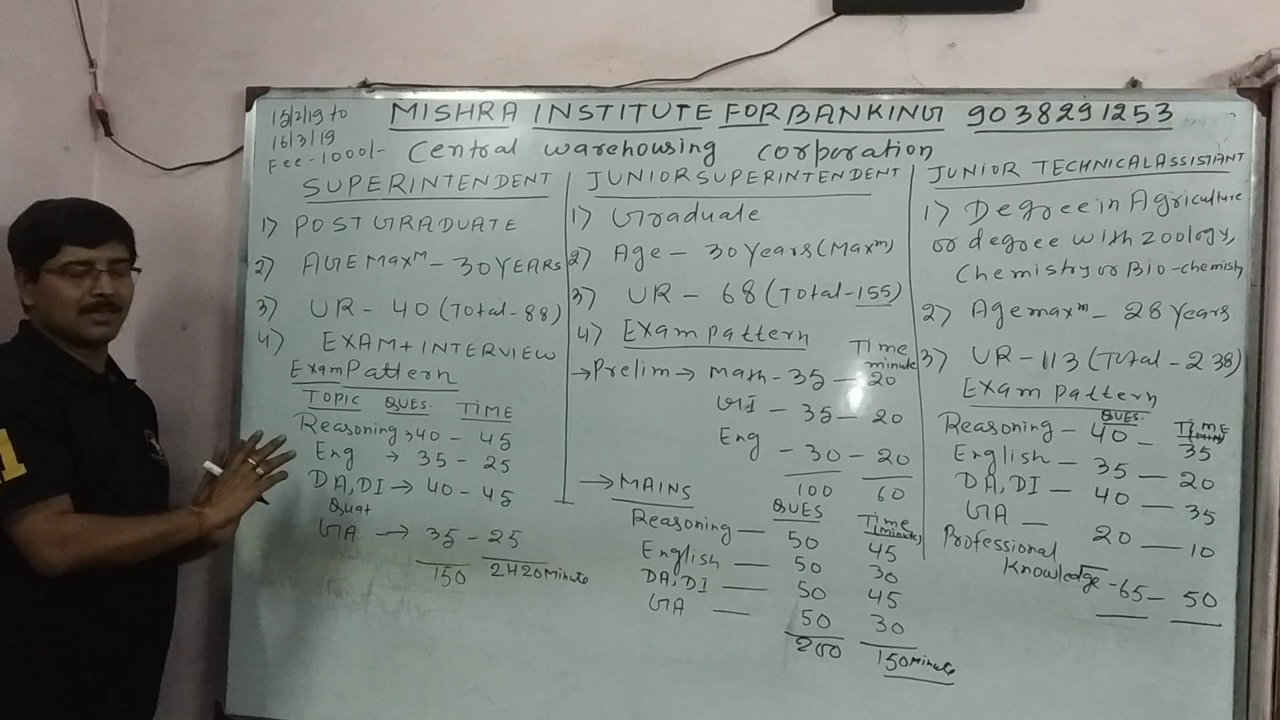 15/2/19 to
16/3/19
Fee-1000/-
MISHRA INSTITUTE FOR BANKING 9038291253
Central warehousing corporation
SUPERINTENDENT
1) POST GRADUATE
2) AGE Maxᴹ - 30 YEARS
3) UR - 40 (Total-88)
4) EXAM + INTERVIEW
Exam Pattern
TOPIC QUES. TIME
Reasoning → 40 - 45
Eng → 35 - 25
DA, DI → 40 - 45
Quat
GA → 35 - 25
150 2H20minute
JUNIOR SUPERINTENDENT
1) Graduate
2) Age - 30 Years (Maxᵐ)
3) UR - 68 (Total-155)
4) Exam pattern
Time
minute
→ Prelim → Math - 35 - 20
GI - 35 - 20
Eng - 30 - 20
100 60
→ MAINS
QUES Time (minute)
Reasoning — 50 45
English — 50 30
DA, DI — 50 45
GA — 50 30
200 150 minute
JUNIOR TECHNICAL ASSISTANT
1) Degree in Agriculture
or degree with zoology,
Chemistry or Bio-chemisty
2) Age maxᵐ - 28 Years
3) UR - 113 (Total - 238)
Exam pattern
QUES. Time (min)
Reasoning - 40 - 35
English - 35 - 20
DA, DI - 40 - 35
GA - 20 - 10
Professional
Knowledge - 65 - 50
1